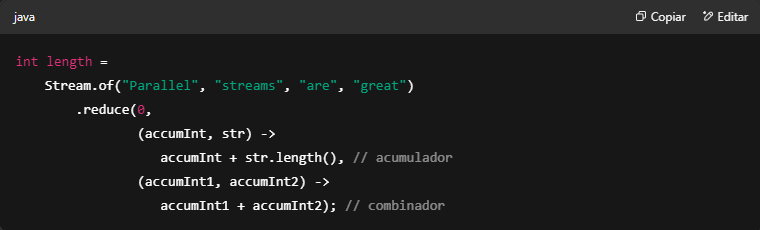 java Copiar Editar
int length =
    Stream.of("Parallel", "streams", "are", "great")
        .reduce(0,
                (accumInt, str) ->
                   accumInt + str.length(), // acumulador
                (accumInt1, accumInt2) ->
                   accumInt1 + accumInt2); // combinador